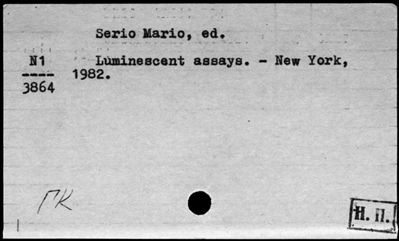 Serio Mario, ed.
N1
3864
Luminescent assays. - New York,
1982.
ГК
Н. П.